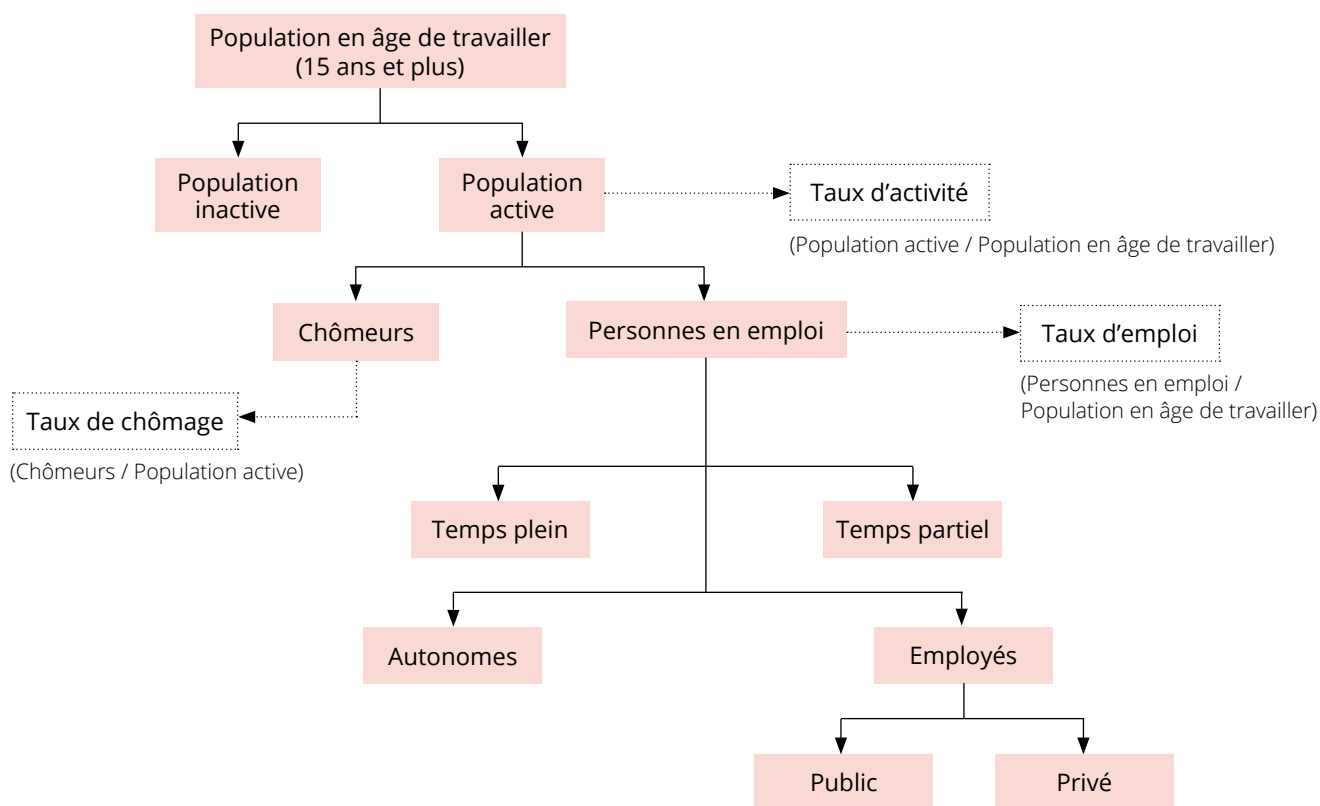 Population en âge de travailler
(15 ans et plus)
Population
inactive
Population
active
Taux d’activité
(Population active / Population en âge de travailler)
Chômeurs
Personnes en emploi
Taux d’emploi
(Personnes en emploi /
Population en âge de travailler)
Taux de chômage
(Chômeurs / Population active)
Temps plein
Temps partiel
Autonomes
Employés
Public
Privé